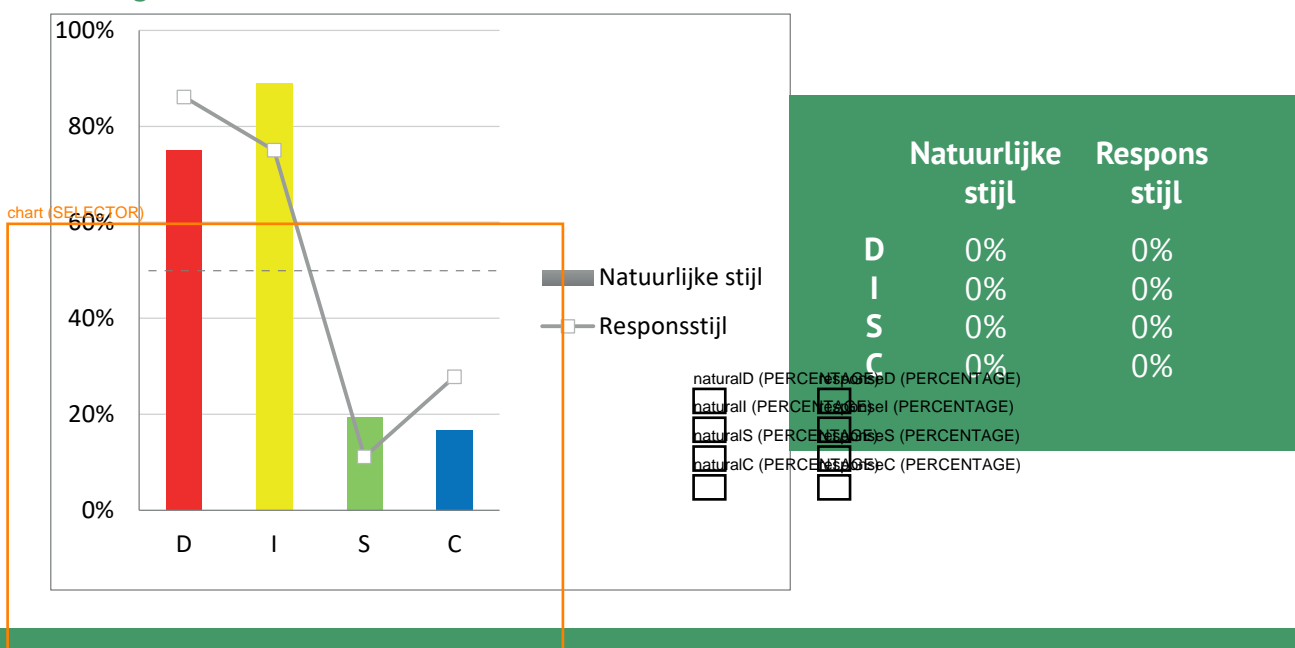 100%
80%
60%
40%
20%
0%
D I S C
chart (SELECTOR)
Natuurlijke stijl
Responsstijl
Natuurlijke Respons
stijl stijl
D 0% 0%
I 0% 0%
S 0% 0%
C 0% 0%
naturalD (PERCENTAGE) responseD (PERCENTAGE)
naturalI (PERCENTAGE) responseI (PERCENTAGE)
naturalS (PERCENTAGE) responseS (PERCENTAGE)
naturalC (PERCENTAGE) responseC (PERCENTAGE)